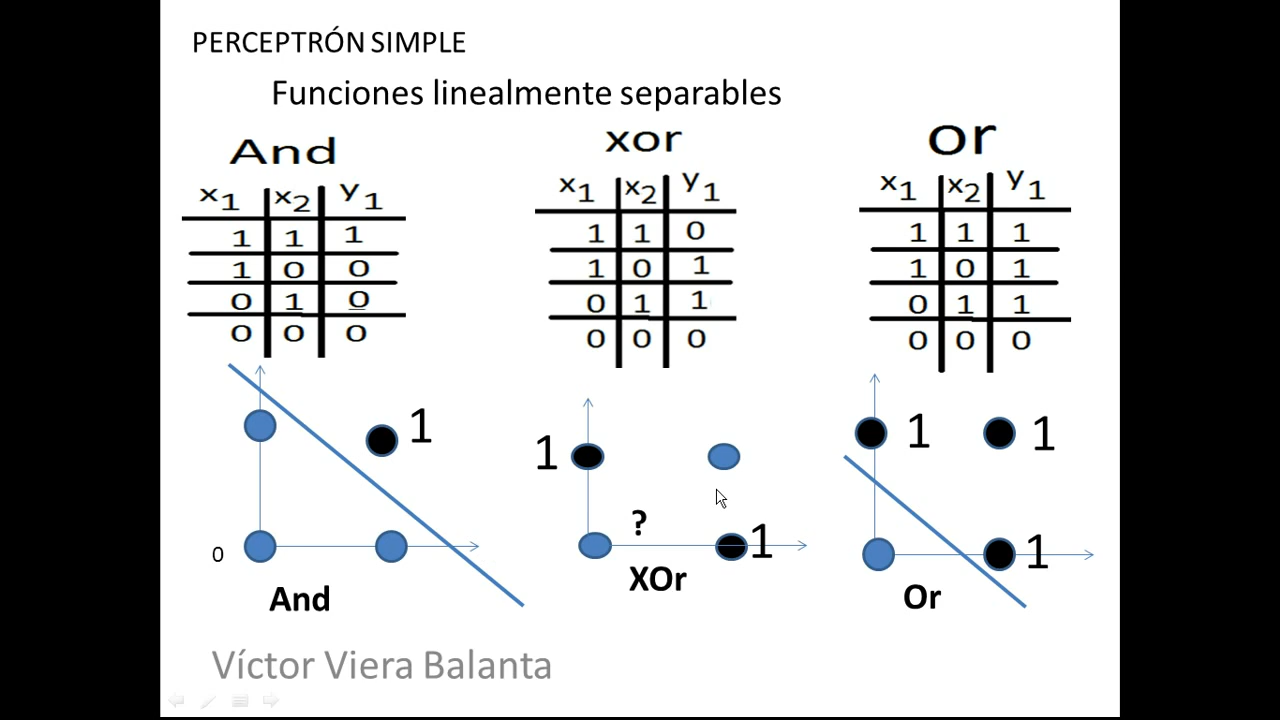 PERCEPTRÓN SIMPLE
Funciones linealmente separables
And
x1 x2 y1
1 1 1
1 0 0
0 1 0
0 0 0
xor
x1 x2 y1
1 1 0
1 0 1
0 1 1
0 0 0
or
x1 x2 y1
1 1 1
1 0 1
0 1 1
0 0 0
1
0
And
1
?
1
XOr
1 1
1
Or
Víctor Viera Balanta